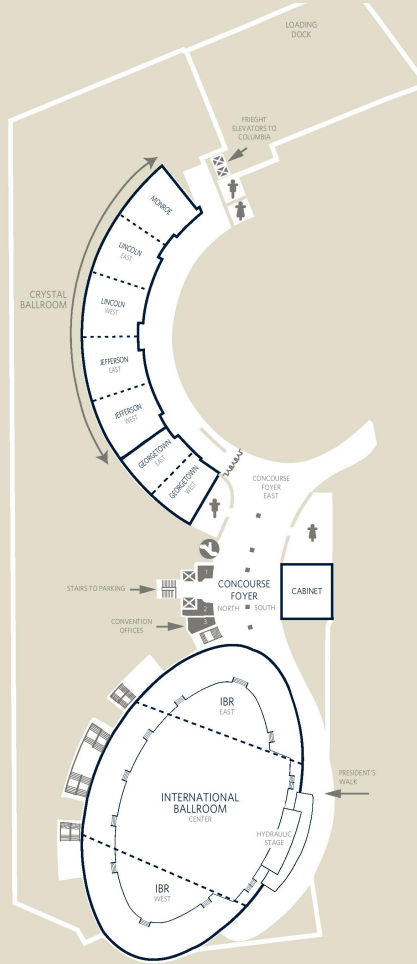 LOADING
DOCK
FRIEGHT
ELEVATORS TO
COLUMBIA
MONROE
LINCOLN
EAST
CRYSTAL
BALLROOM
LINCOLN
WEST
JEFFERSON
EAST
JEFFERSON
WEST
GEORGETOWN
EAST
GEORGETOWN
WEST
CONCOURSE
FOYER
EAST
1
STAIRS TO PARKING
CONCOURSE
FOYER
NORTH
SOUTH
CABINET
2
CONVENTION
OFFICES
3
IBR
EAST
PRESIDENT'S
WALK
INTERNATIONAL
BALLROOM
CENTER
HYDRAULIC
STAGE
IBR
WEST